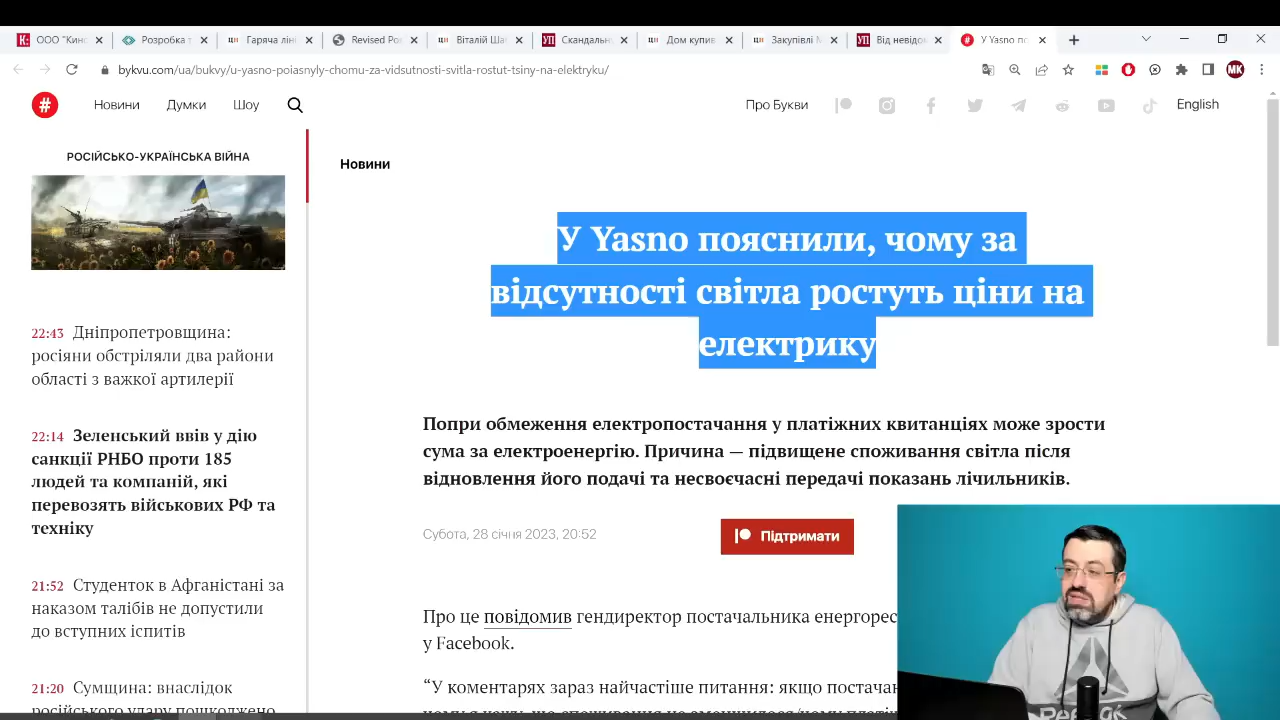 ООО "Кинс
Розробка т
Гаряча лін
Revised Po
Віталій Ша
Скандальн
Дом купив
Закупівлі М
Від невідо
У Yasno по
bykvu.com/ua/bukvy/u-yasno-poiasnyly-chomu-za-vidsutnosti-svitla-rostut-tsiny-na-elektryku/
МК
Новини
Думки
Шоу
Про Букви
English
РОСІЙСЬКО-УКРАЇНСЬКА ВІЙНА
22:43 Дніпропетровщина:
росіяни обстріляли два райони
області з важкої артилерії
22:14 Зеленський ввів у дію
санкції РНБО проти 185
людей та компаній, які
перевозять військових РФ та
техніку
21:52 Студенток в Афганістані за
наказом талібів не допустили
до вступних іспитів
21:20 Сумщина: внаслідок
російського удару пошкоджено
Новини
У Yasno пояснили, чому за
відсутності світла ростуть ціни на
електрику
Попри обмеження електропостачання у платіжних квитанціях може зрости
сума за електроенергію. Причина — підвищене споживання світла після
відновлення його подачі та несвоєчасні передачі показань лічильників.
Субота, 28 січня 2023, 20:52
Підтримати
Про це повідомив гендиректор постачальника енергорес
у Facebook.
“У коментарях зараз найчастіше питання: якщо постачан
Reebok